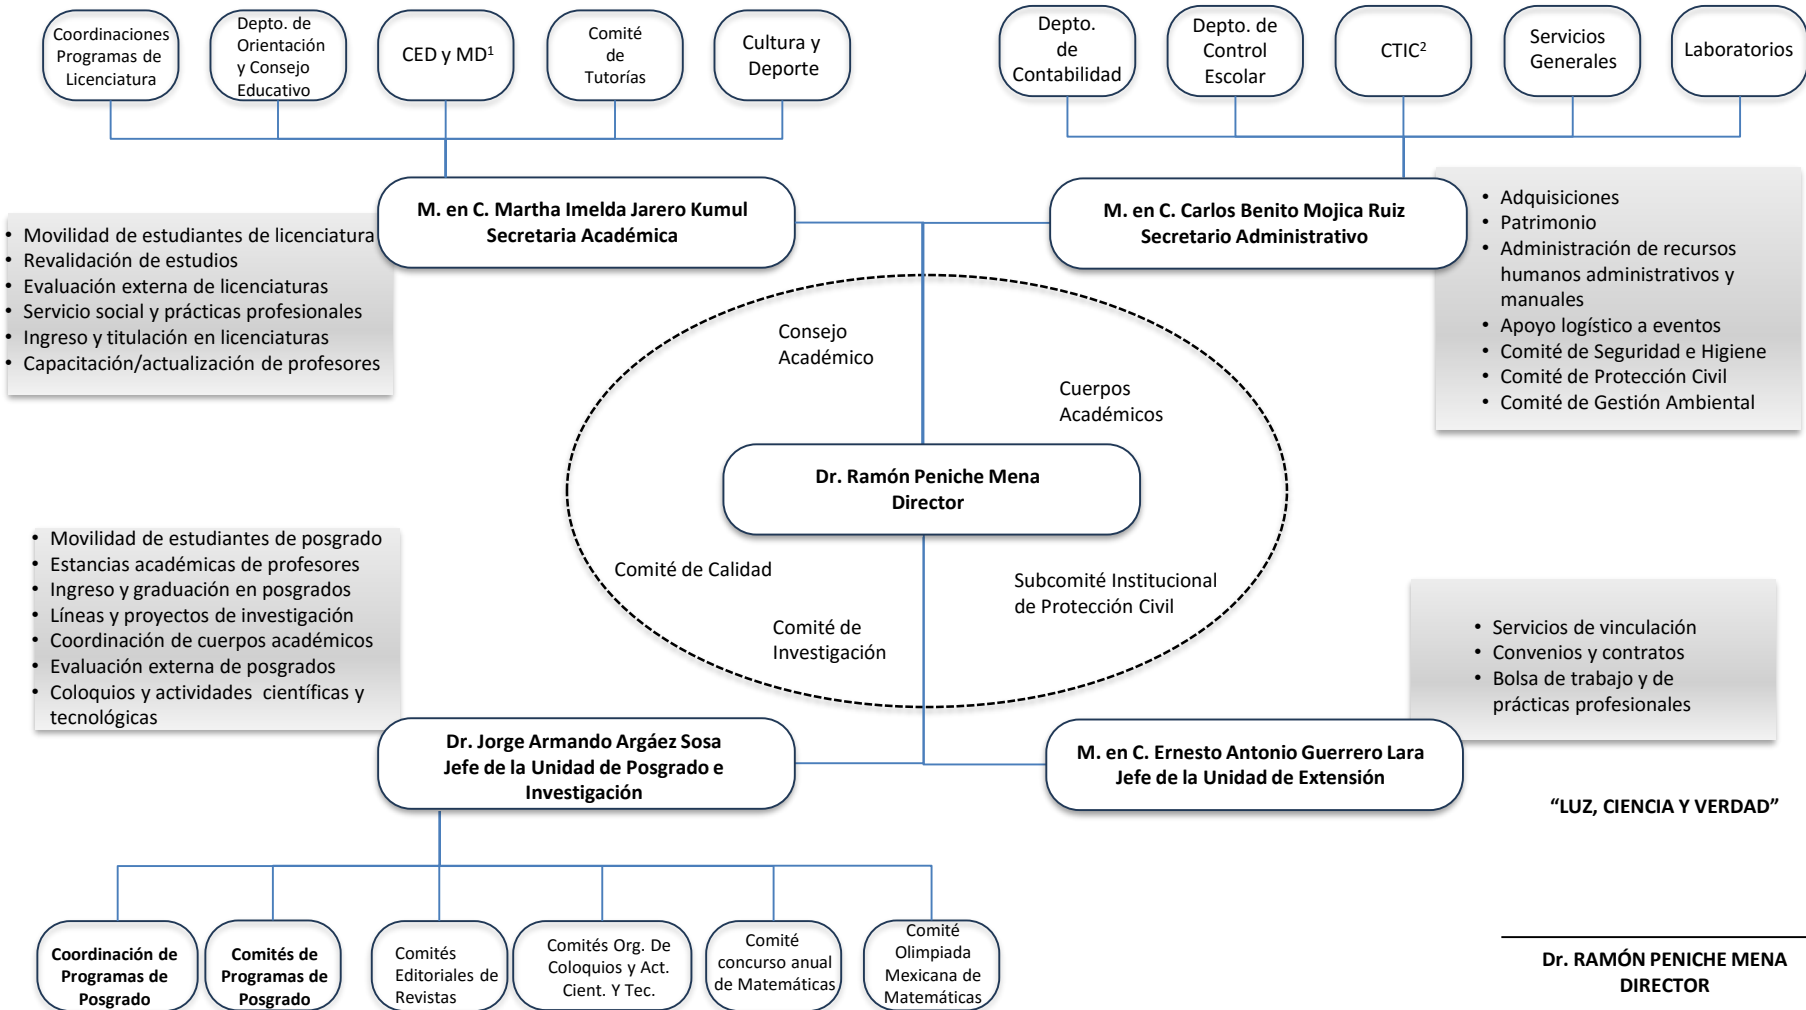 Coordinaciones
Programas de
Licenciatura
Depto. de
Orientación
y Consejo
Educativo
CED y MD¹
Comité
de
Tutorías
Cultura y
Deporte
Depto.
de
Contabilidad
Depto. de
Control
Escolar
CTIC²
Servicios
Generales
Laboratorios
M. en C. Martha Imelda Jarero Kumul
Secretaria Académica
M. en C. Carlos Benito Mojica Ruiz
Secretario Administrativo
• Movilidad de estudiantes de licenciatura
• Revalidación de estudios
• Evaluación externa de licenciaturas
• Servicio social y prácticas profesionales
• Ingreso y titulación en licenciaturas
• Capacitación/actualización de profesores
• Adquisiciones
• Patrimonio
• Administración de recursos
humanos administrativos y
manuales
• Apoyo logístico a eventos
• Comité de Seguridad e Higiene
• Comité de Protección Civil
• Comité de Gestión Ambiental
Consejo
Académico
Cuerpos
Académicos
Dr. Ramón Peniche Mena
Director
Comité de Calidad
Subcomité Institucional
de Protección Civil
Comité de
Investigación
• Movilidad de estudiantes de posgrado
• Estancias académicas de profesores
• Ingreso y graduación en posgrados
• Líneas y proyectos de investigación
• Coordinación de cuerpos académicos
• Evaluación externa de posgrados
• Coloquios y actividades científicas y
tecnológicas
• Servicios de vinculación
• Convenios y contratos
• Bolsa de trabajo y de
prácticas profesionales
Dr. Jorge Armando Argáez Sosa
Jefe de la Unidad de Posgrado e
Investigación
M. en C. Ernesto Antonio Guerrero Lara
Jefe de la Unidad de Extensión
“LUZ, CIENCIA Y VERDAD”
Coordinación de
Programas de
Posgrado
Comités de
Programas de
Posgrado
Comités
Editoriales de
Revistas
Comités Org. De
Coloquios y Act.
Cient. Y Tec.
Comité
concurso anual
de Matemáticas
Comité
Olimpiada
Mexicana de
Matemáticas
Dr. RAMÓN PENICHE MENA
DIRECTOR